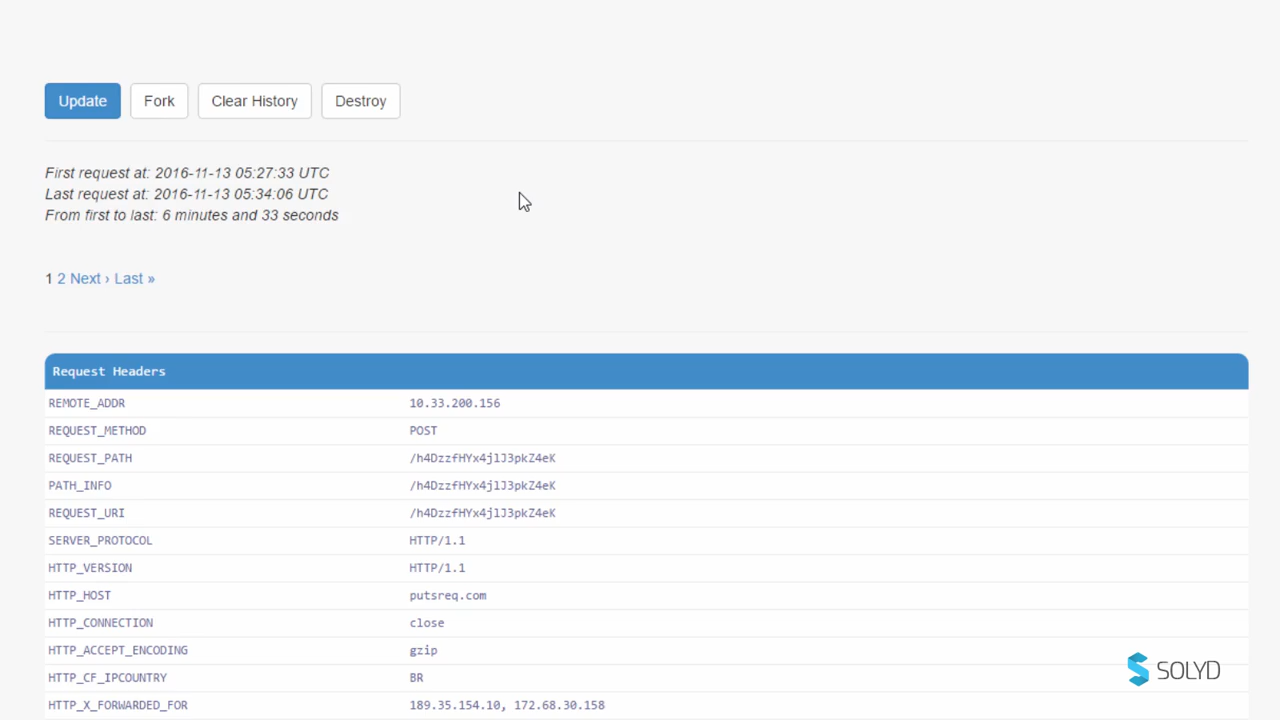 Update Fork Clear History Destroy
First request at: 2016-11-13 05:27:33 UTC
Last request at: 2016-11-13 05:34:06 UTC
From first to last: 6 minutes and 33 seconds
1 2 Next › Last »
Request Headers
REMOTE_ADDR 10.33.200.156
REQUEST_METHOD POST
REQUEST_PATH /h4DzzfHYx4jlJ3pkZ4eK
PATH_INFO /h4DzzfHYx4jlJ3pkZ4eK
REQUEST_URI /h4DzzfHYx4jlJ3pkZ4eK
SERVER_PROTOCOL HTTP/1.1
HTTP_VERSION HTTP/1.1
HTTP_HOST putsreq.com
HTTP_CONNECTION close
HTTP_ACCEPT_ENCODING gzip
HTTP_CF_IPCOUNTRY BR
HTTP_X_FORWARDED_FOR 189.35.154.10, 172.68.30.158
SOLYD